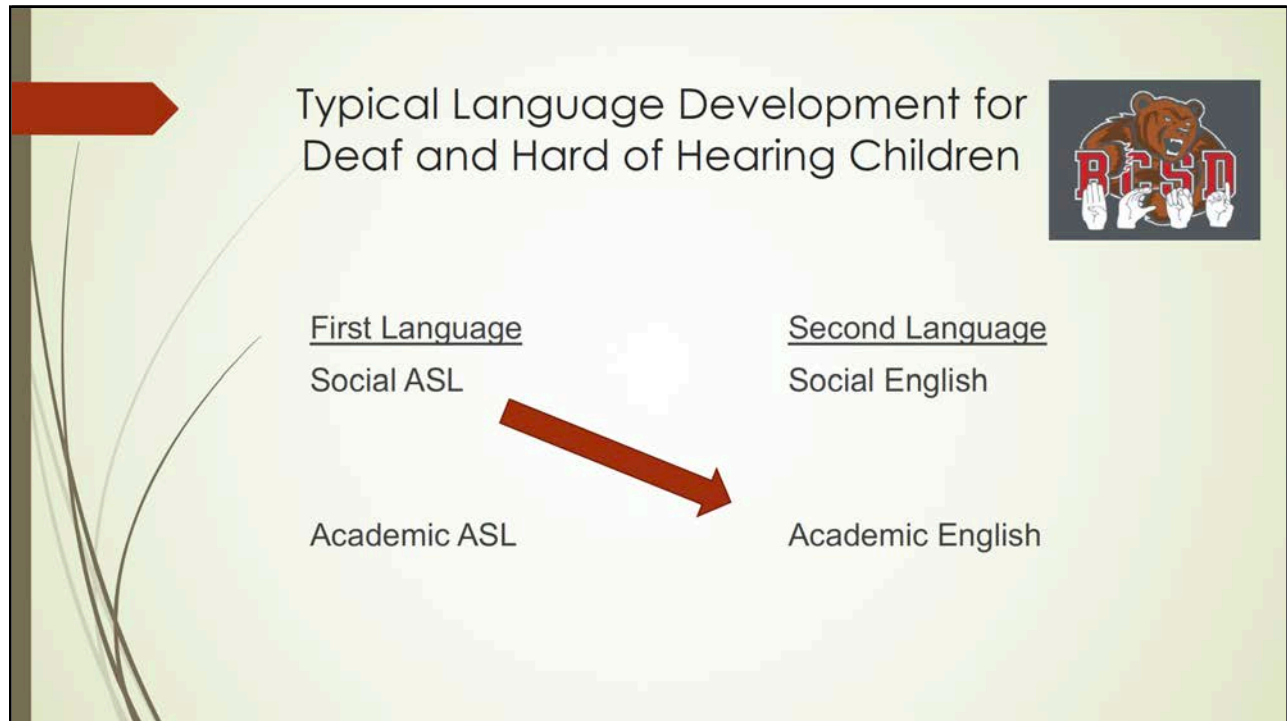 Typical Language Development for
Deaf and Hard of Hearing Children
BCSD
First Language
Second Language
Social ASL
Social English
Academic ASL
Academic English